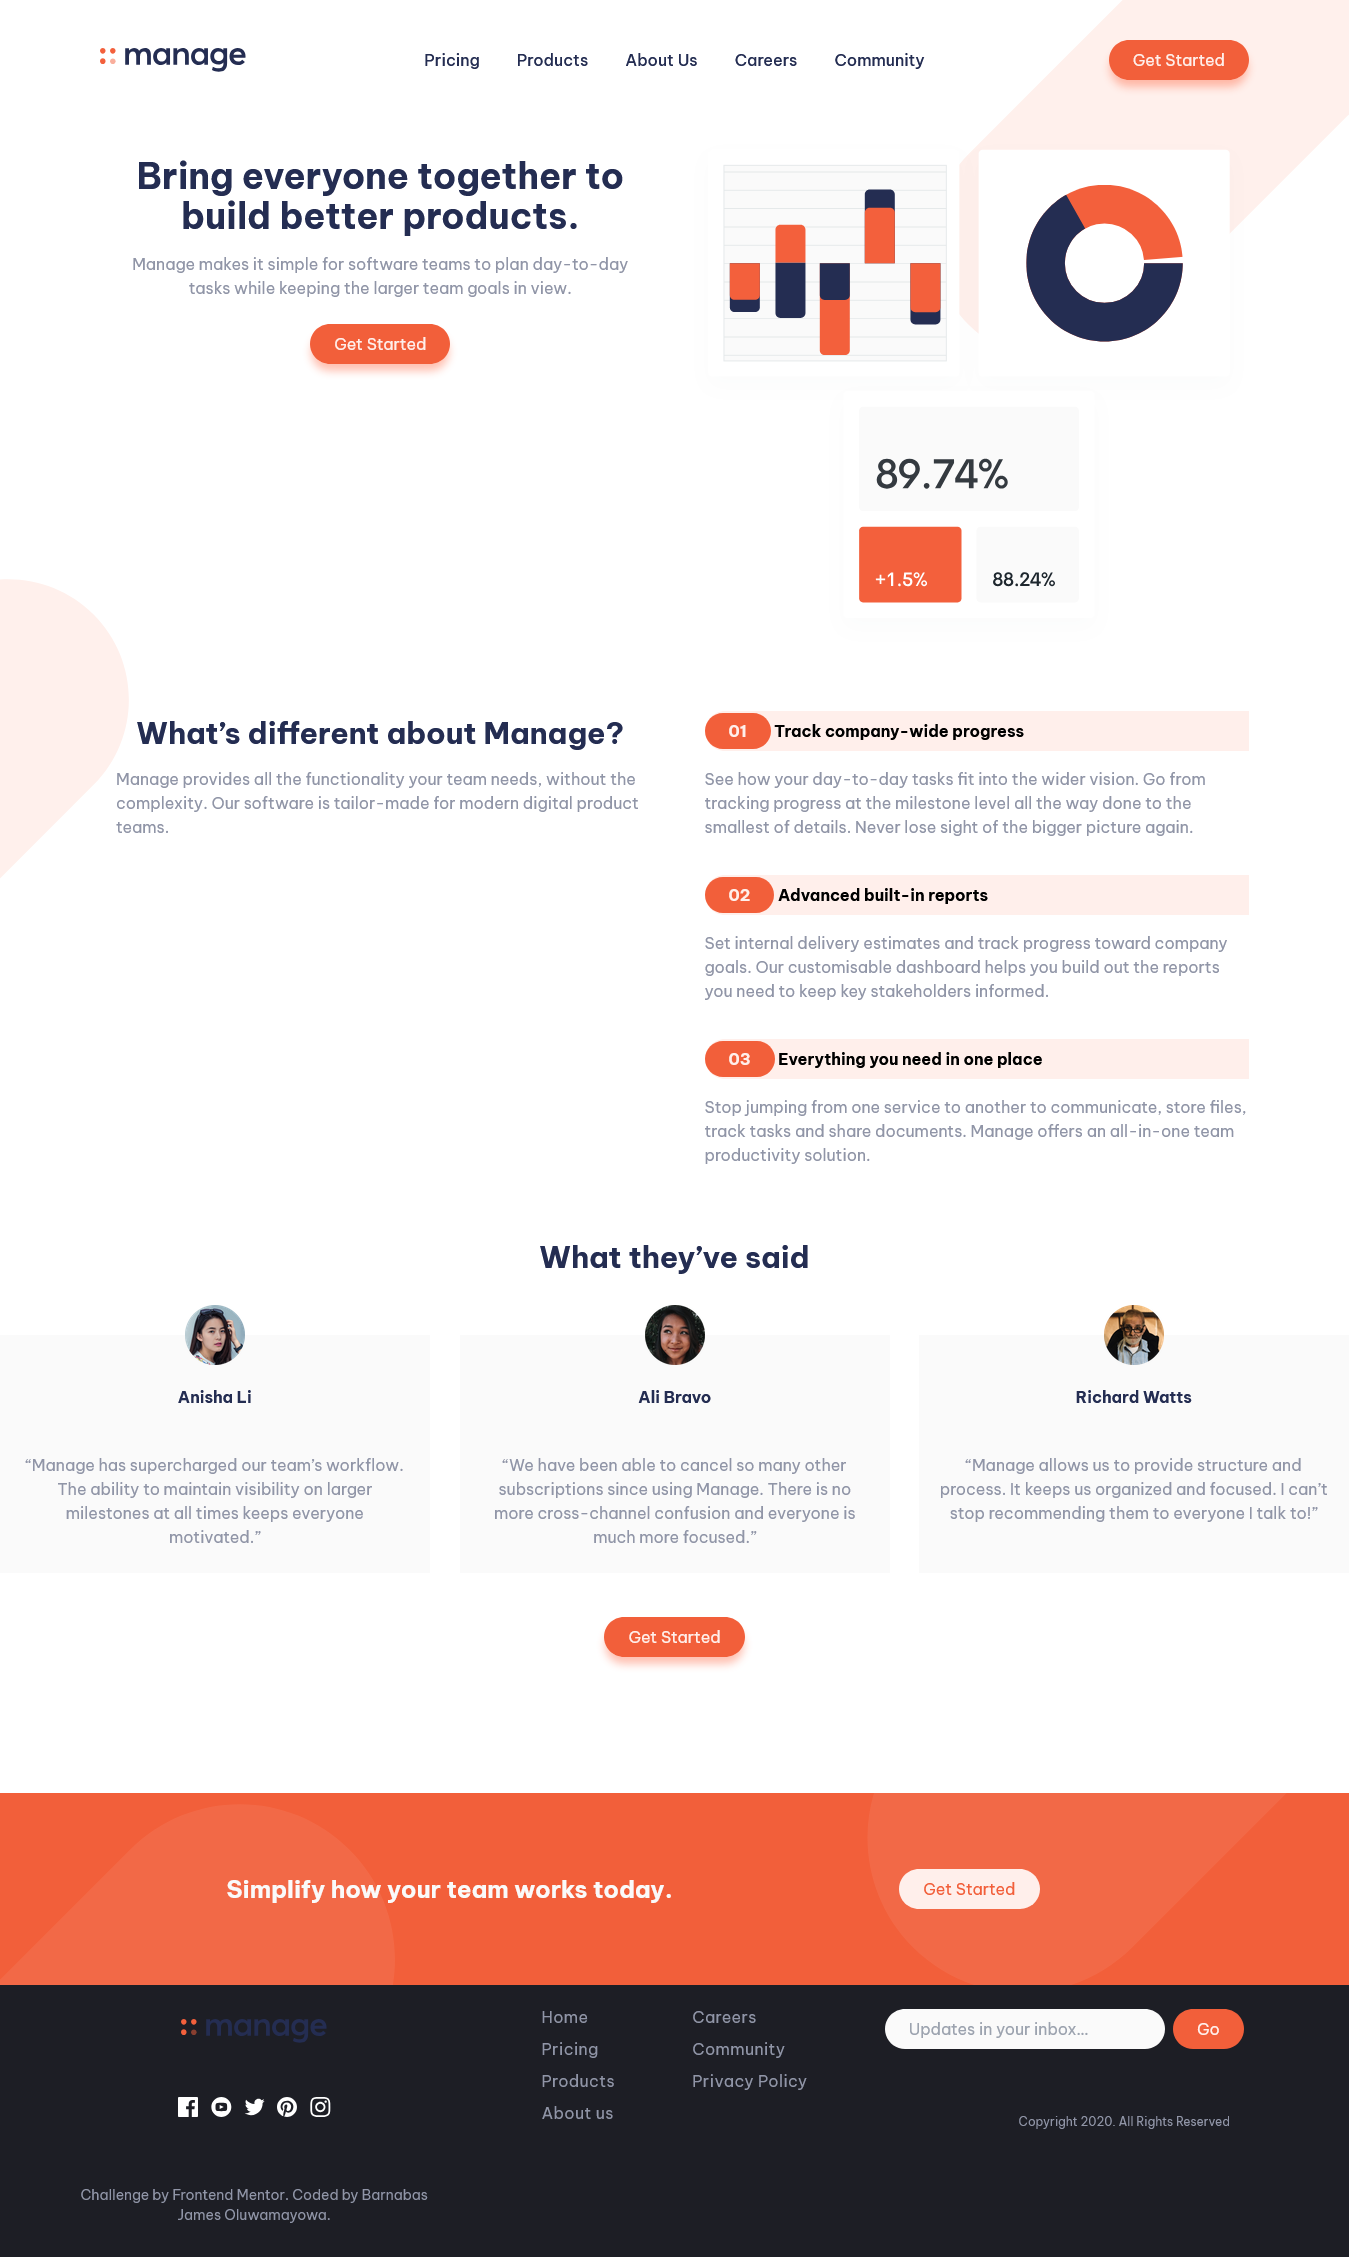 manage
Pricing
Products
About Us
Careers
Community
Get Started
Bring everyone together to
build better products.
Manage makes it simple for software teams to plan day-to-day
tasks while keeping the larger team goals in view.
Get Started
89.74%
+1.5%
88.24%
What’s different about Manage?
Manage provides all the functionality your team needs, without the
complexity. Our software is tailor-made for modern digital product
teams.
01 Track company-wide progress
See how your day-to-day tasks fit into the wider vision. Go from
tracking progress at the milestone level all the way done to the
smallest of details. Never lose sight of the bigger picture again.
02 Advanced built-in reports
Set internal delivery estimates and track progress toward company
goals. Our customisable dashboard helps you build out the reports
you need to keep key stakeholders informed.
03 Everything you need in one place
Stop jumping from one service to another to communicate, store files,
track tasks and share documents. Manage offers an all-in-one team
productivity solution.
What they’ve said
Anisha Li
“Manage has supercharged our team’s workflow.
The ability to maintain visibility on larger
milestones at all times keeps everyone
motivated.”
Ali Bravo
“We have been able to cancel so many other
subscriptions since using Manage. There is no
more cross-channel confusion and everyone is
much more focused.”
Richard Watts
“Manage allows us to provide structure and
process. It keeps us organized and focused. I can’t
stop recommending them to everyone I talk to!”
Get Started
Simplify how your team works today.
Get Started
manage
Home
Pricing
Products
About us
Careers
Community
Privacy Policy
Updates in your inbox...
Go
Copyright 2020. All Rights Reserved
Challenge by Frontend Mentor. Coded by Barnabas
James Oluwamayowa.